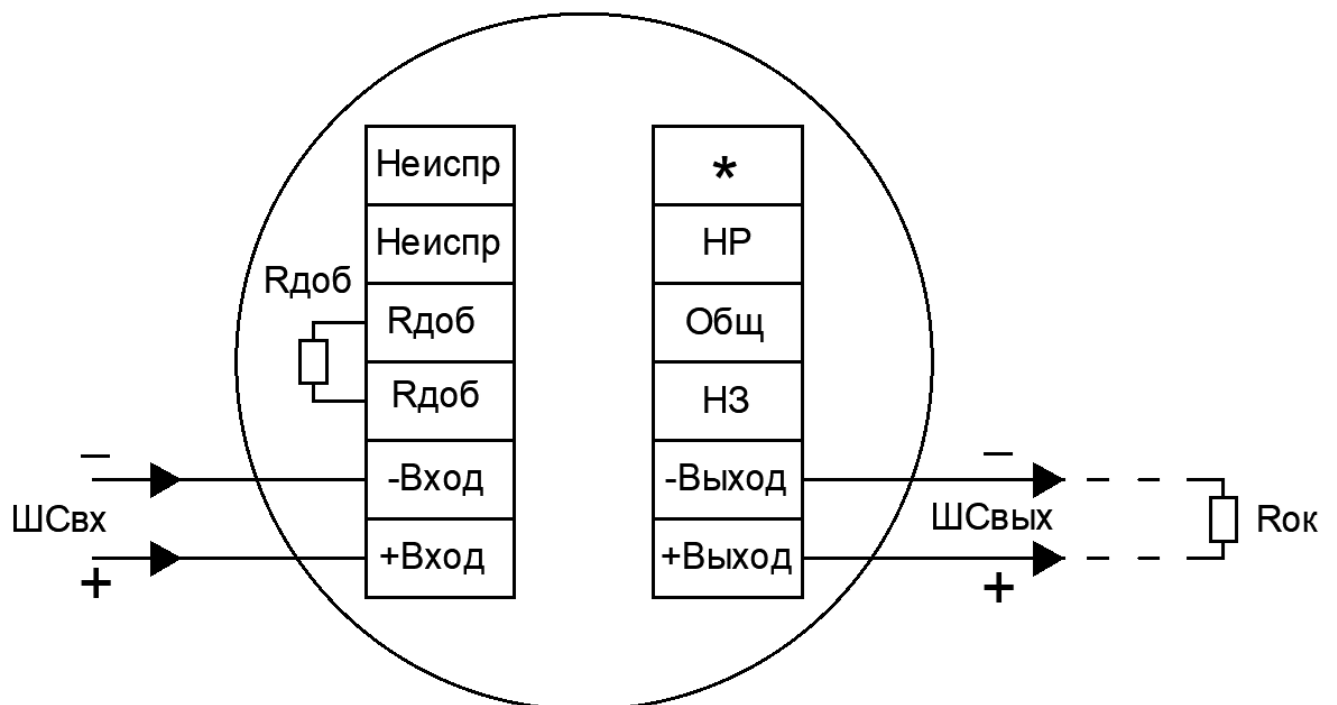 Неиспр
*
Неиспр
НР
Rдоб
Rдоб
Общ
Rдоб
НЗ
–
-Вход
-Выход
–
ШСвх
ШСвых
Rок
+Вход
+Выход
+
+